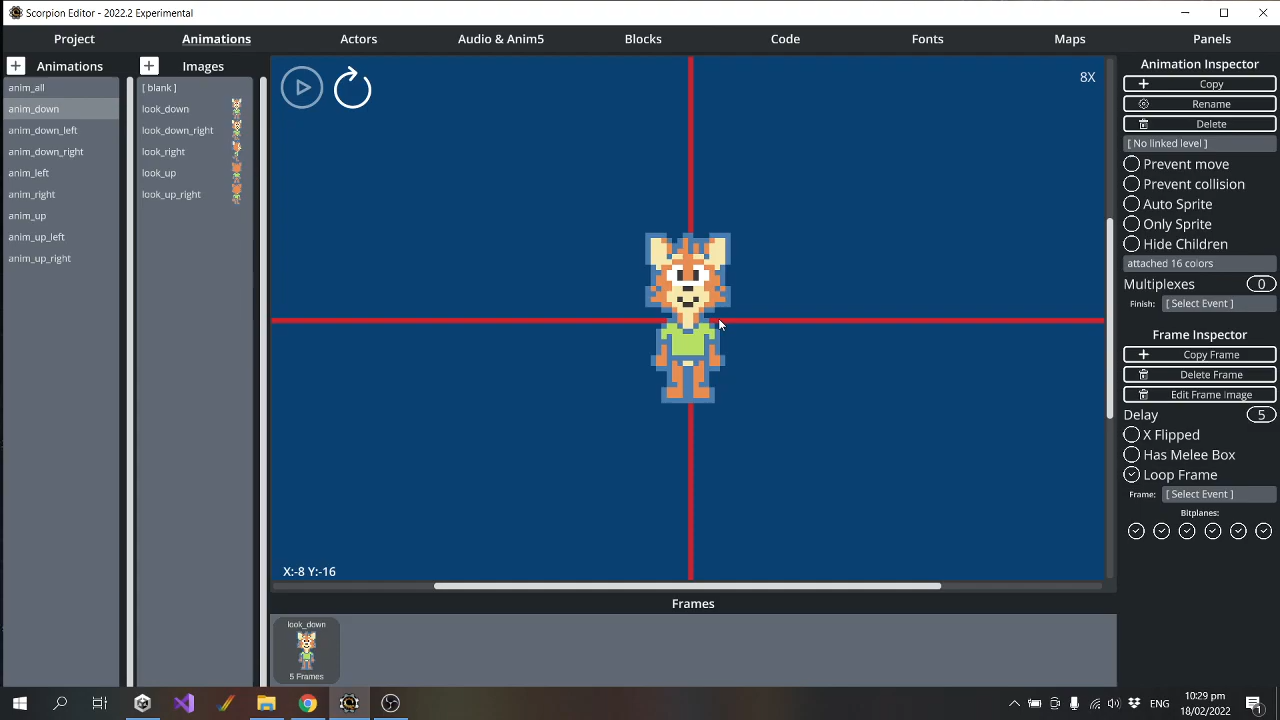 Scorpion Editor - 2022.2 Experimental
Project Animations Actors Audio & Anim5 Blocks Code Fonts Maps Panels
+ Animations
anim_all
anim_down
anim_down_left
anim_down_right
anim_left
anim_right
anim_up
anim_up_left
anim_up_right
+ Images
[ blank ]
look_down
look_down_right
look_right
look_up
look_up_right
8X
X:-8 Y:-16
Frames
look_down
5 Frames
Animation Inspector
+ Copy
Rename
Delete
[ No linked level ]
Prevent move
Prevent collision
Auto Sprite
Only Sprite
Hide Children
attached 16 colors
Multiplexes 0
Finish: [ Select Event ]
Frame Inspector
+ Copy Frame
Delete Frame
Edit Frame Image
Delay 5
X Flipped
Has Melee Box
Loop Frame
Frame: [ Select Event ]
Bitplanes:
ENG
10:29 pm
18/02/2022
1